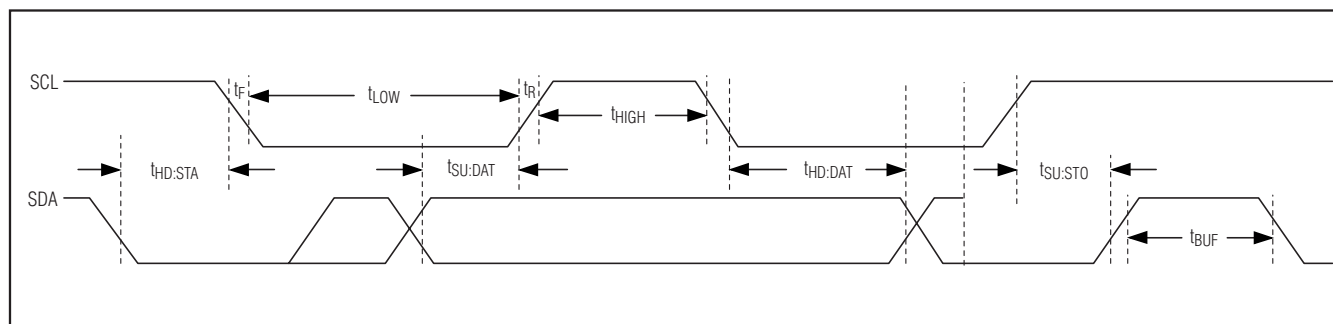 SCL
tF
tLOW
tR
tHIGH
tHD:STA
tSU:DAT
tHD:DAT
tSU:STO
SDA
tBUF